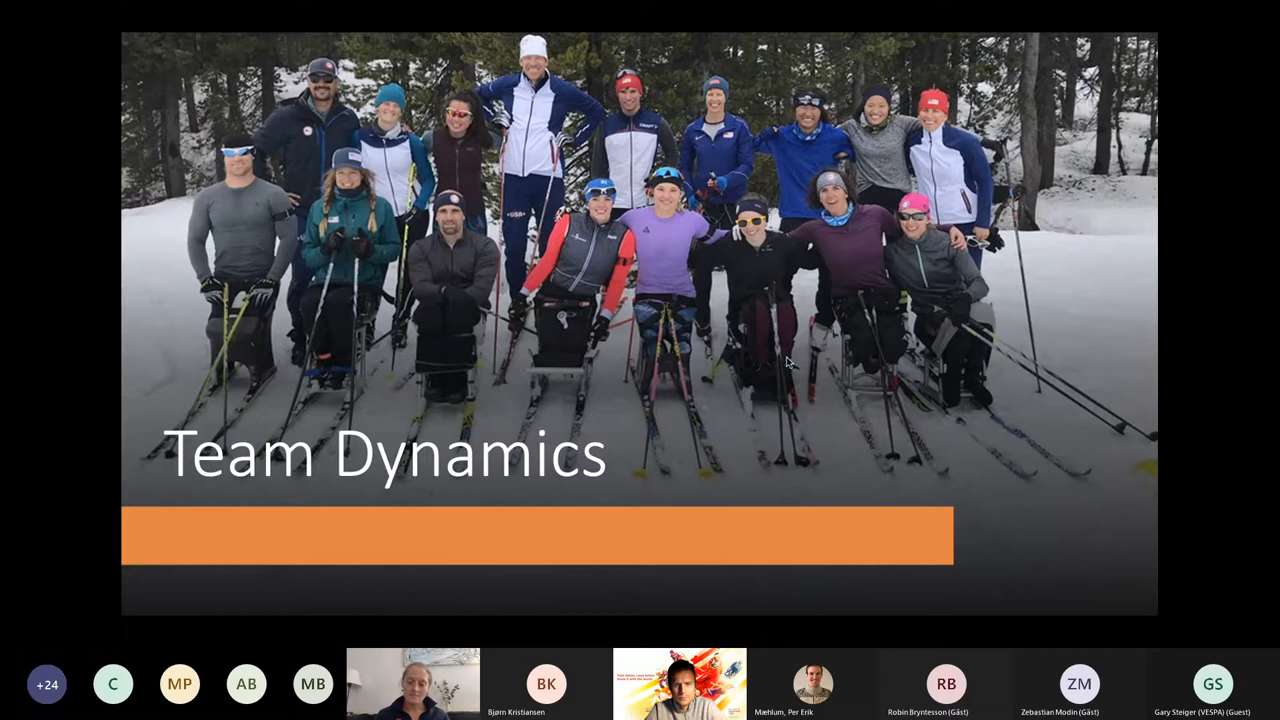 Team Dynamics
+24
C
MP
AB
MB
BK
Bjørn Kristiansen
Mæhlum, Per Erik
RB
Robin Bryntesson (Gäst)
ZM
Zebastian Modin (Gäst)
GS
Gary Steiger (VESPA) (Guest)